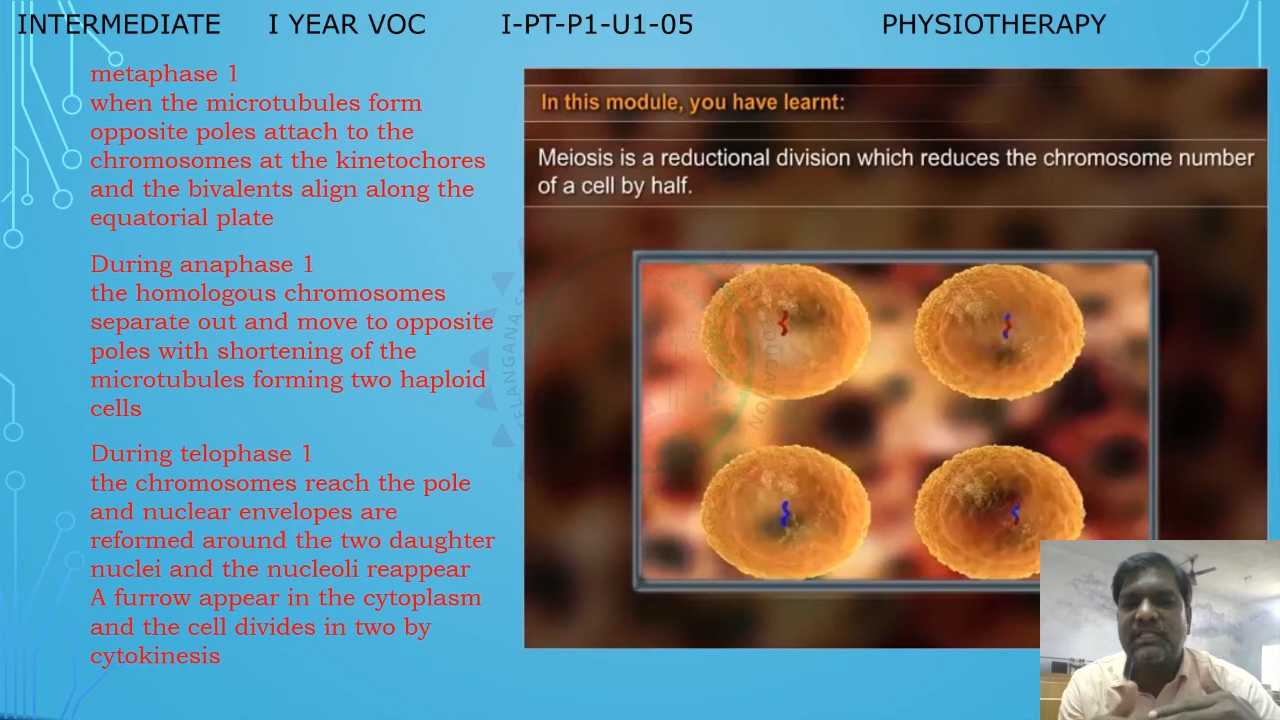 INTERMEDIATE I YEAR VOC I-PT-P1-U1-05 PHYSIOTHERAPY
metaphase 1
when the microtubules form
opposite poles attach to the
chromosomes at the kinetochores
and the bivalents align along the
equatorial plate
During anaphase 1
the homologous chromosomes
separate out and move to opposite
poles with shortening of the
microtubules forming two haploid
cells
During telophase 1
the chromosomes reach the pole
and nuclear envelopes are
reformed around the two daughter
nuclei and the nucleoli reappear
A furrow appear in the cytoplasm
and the cell divides in two by
cytokinesis
In this module, you have learnt:
Meiosis is a reductional division which reduces the chromosome number
of a cell by half.